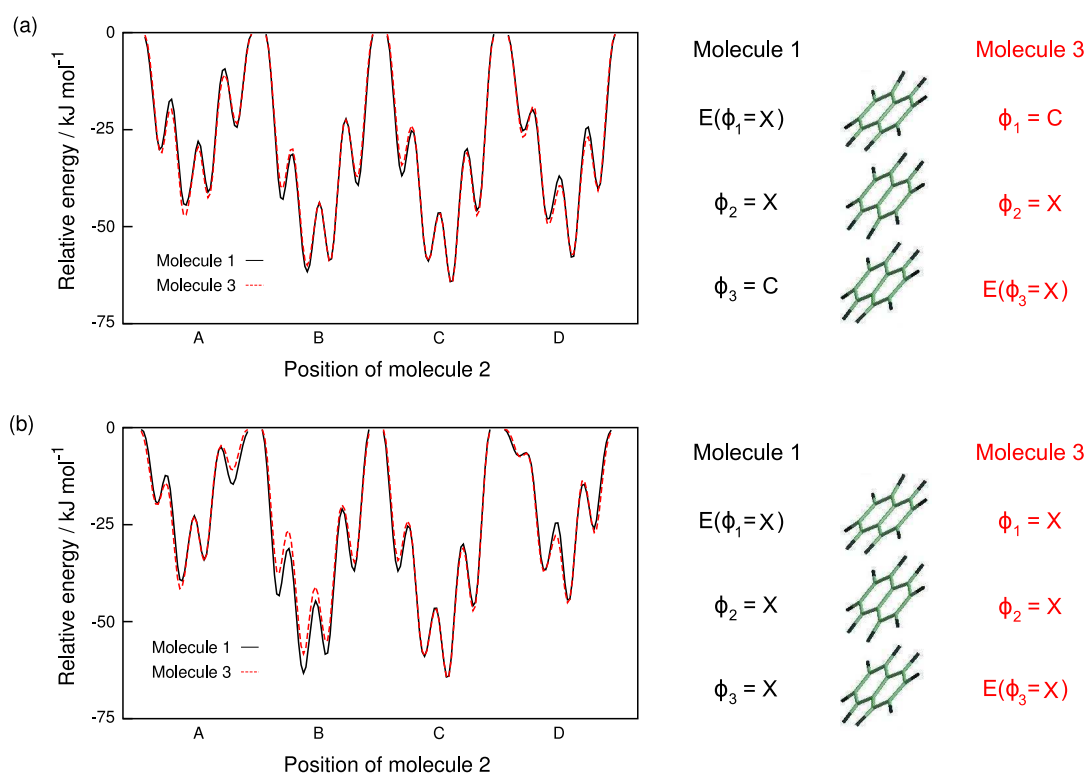 (a)
Relative energy / kJ mol⁻¹
0
-25
-50
-75
Molecule 1
Molecule 3
A B C D
Position of molecule 2
Molecule 1 Molecule 3
E(ϕ₁=X) ϕ₁ = C
ϕ₂ = X ϕ₂ = X
ϕ₃ = C E(ϕ₃=X)
(b)
Relative energy / kJ mol⁻¹
0
-25
-50
-75
Molecule 1
Molecule 3
A B C D
Position of molecule 2
Molecule 1 Molecule 3
E(ϕ₁=X) ϕ₁ = X
ϕ₂ = X ϕ₂ = X
ϕ₃ = X E(ϕ₃=X)